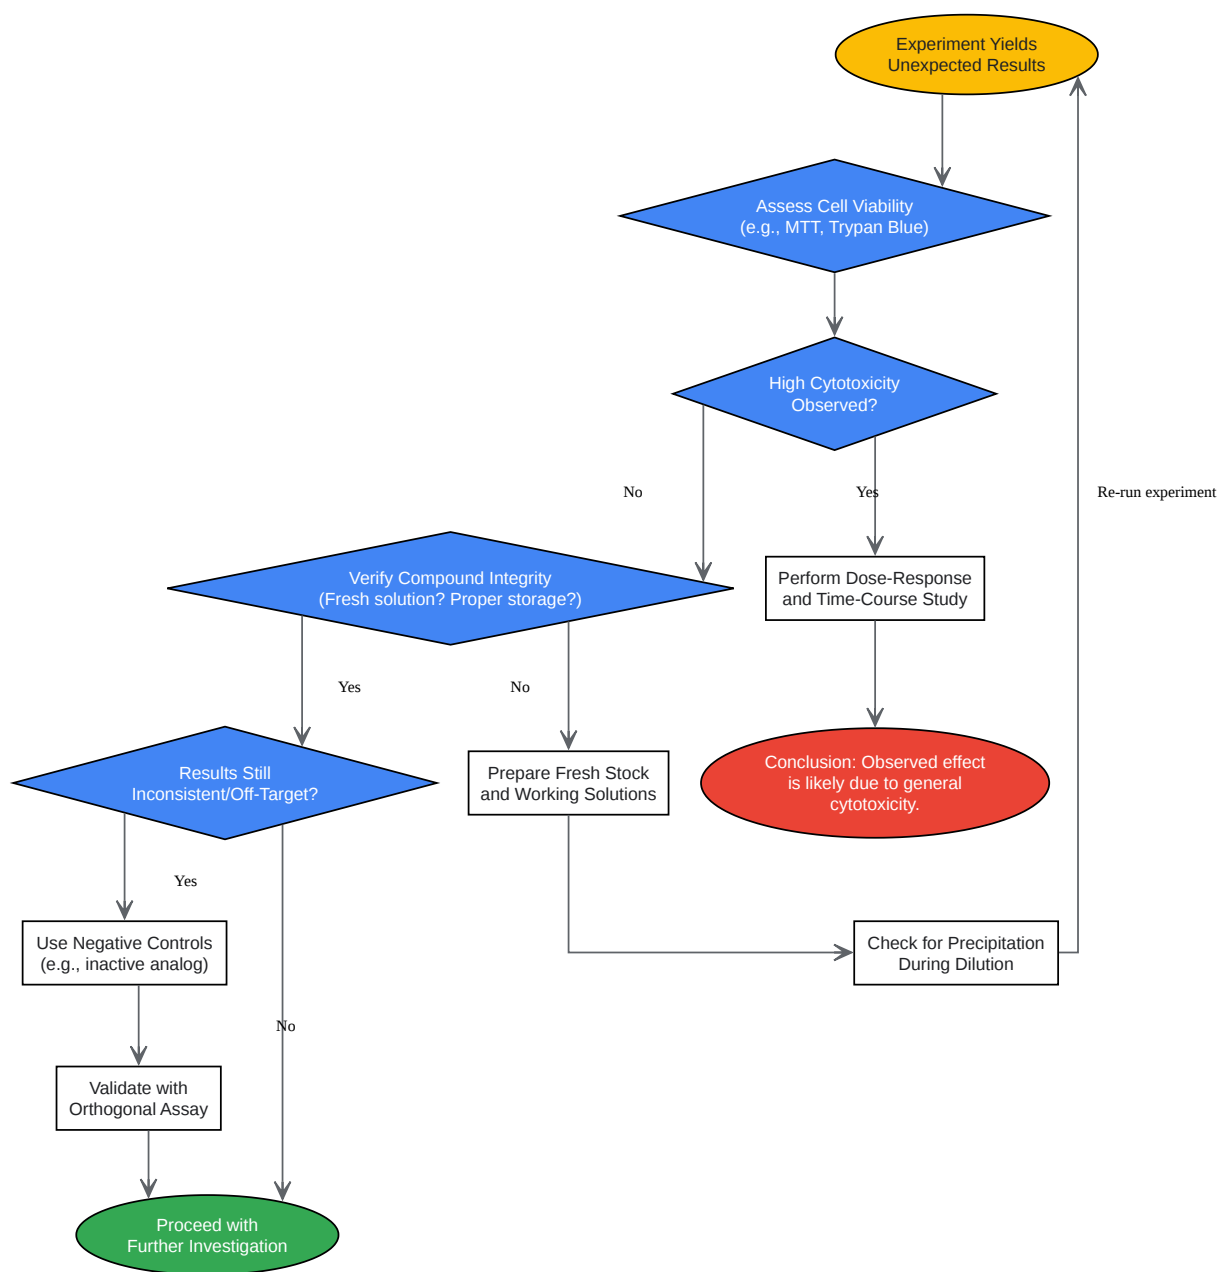 Experiment Yields
Unexpected Results
Assess Cell Viability
(e.g., MTT, Trypan Blue)
High Cytotoxicity
Observed?
No
Yes
Re-run experiment
Verify Compound Integrity
(Fresh solution? Proper storage?)
Perform Dose-Response
and Time-Course Study
Yes
No
Results Still
Inconsistent/Off-Target?
Prepare Fresh Stock
and Working Solutions
Conclusion: Observed effect
is likely due to general
cytotoxicity.
Yes
Use Negative Controls
(e.g., inactive analog)
Check for Precipitation
During Dilution
No
Validate with
Orthogonal Assay
Proceed with
Further Investigation